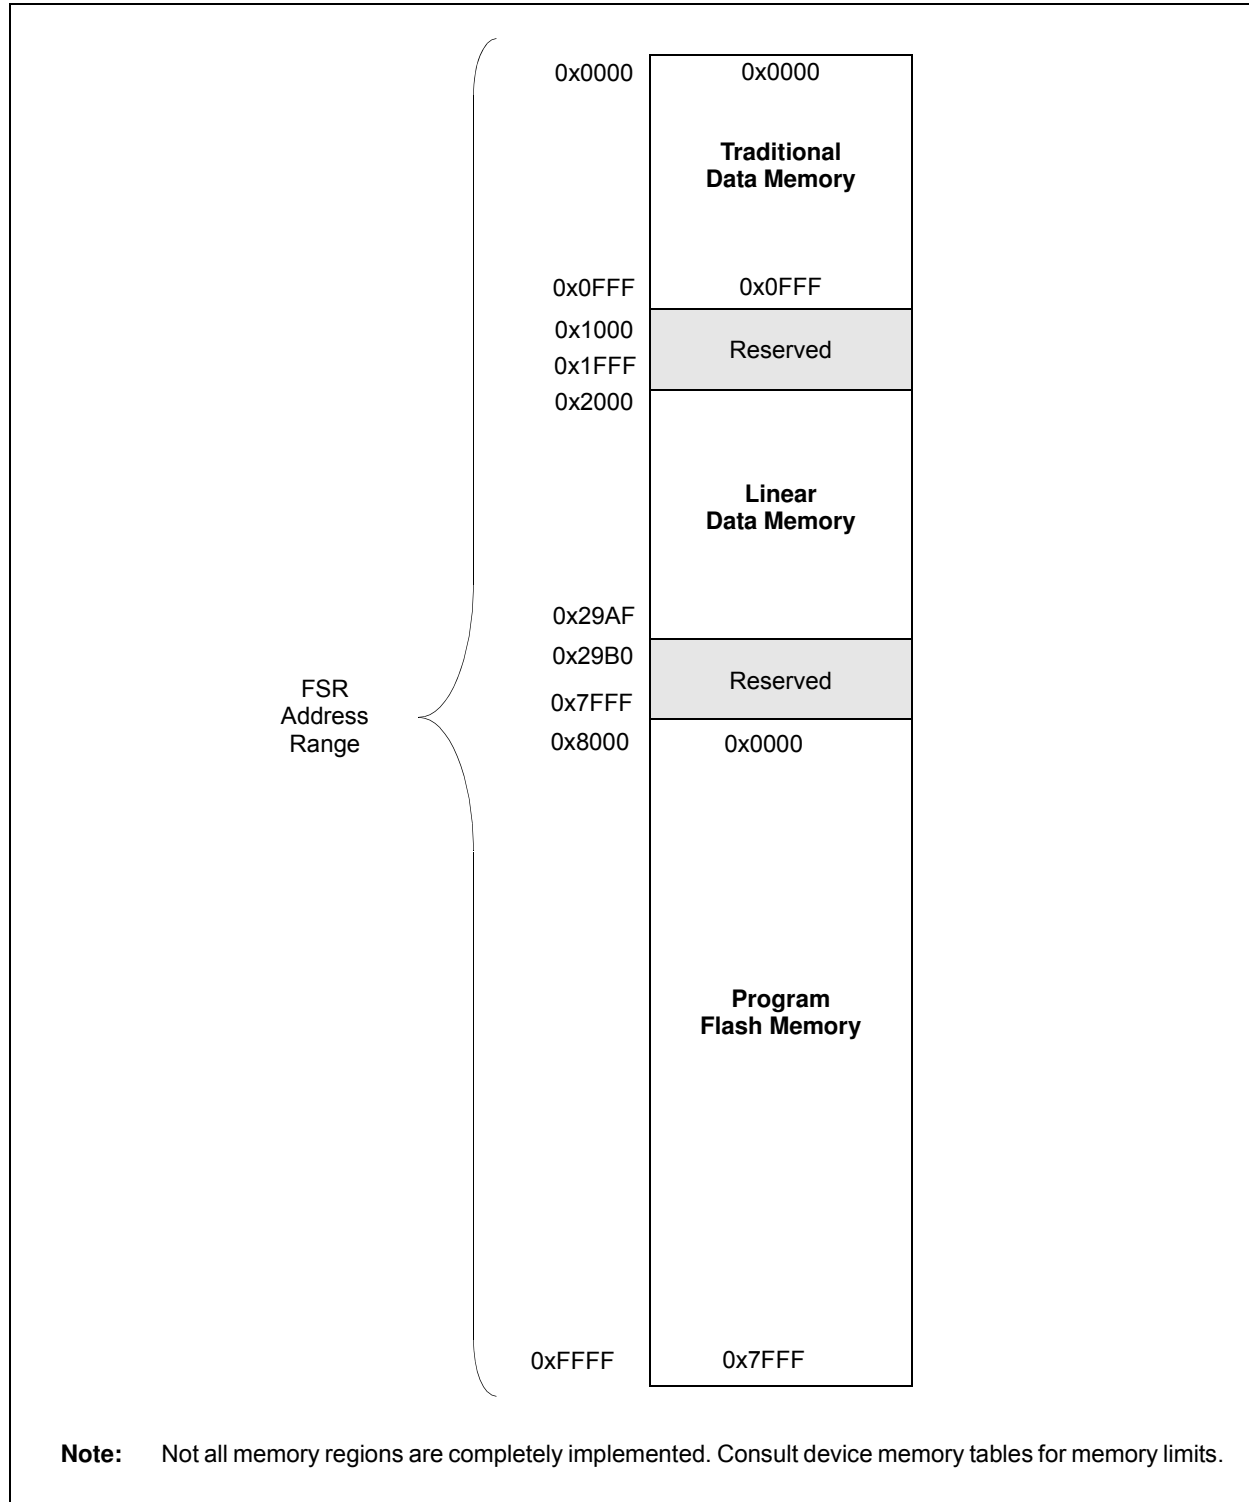 0x0000 0x0000
Traditional
Data Memory
0x0FFF 0x0FFF
0x1000
Reserved
0x1FFF
0x2000
Linear
Data Memory
0x29AF
0x29B0
Reserved
0x7FFF
FSR
Address
Range
0x8000 0x0000
Program
Flash Memory
0xFFFF 0x7FFF
Note: Not all memory regions are completely implemented. Consult device memory tables for memory limits.